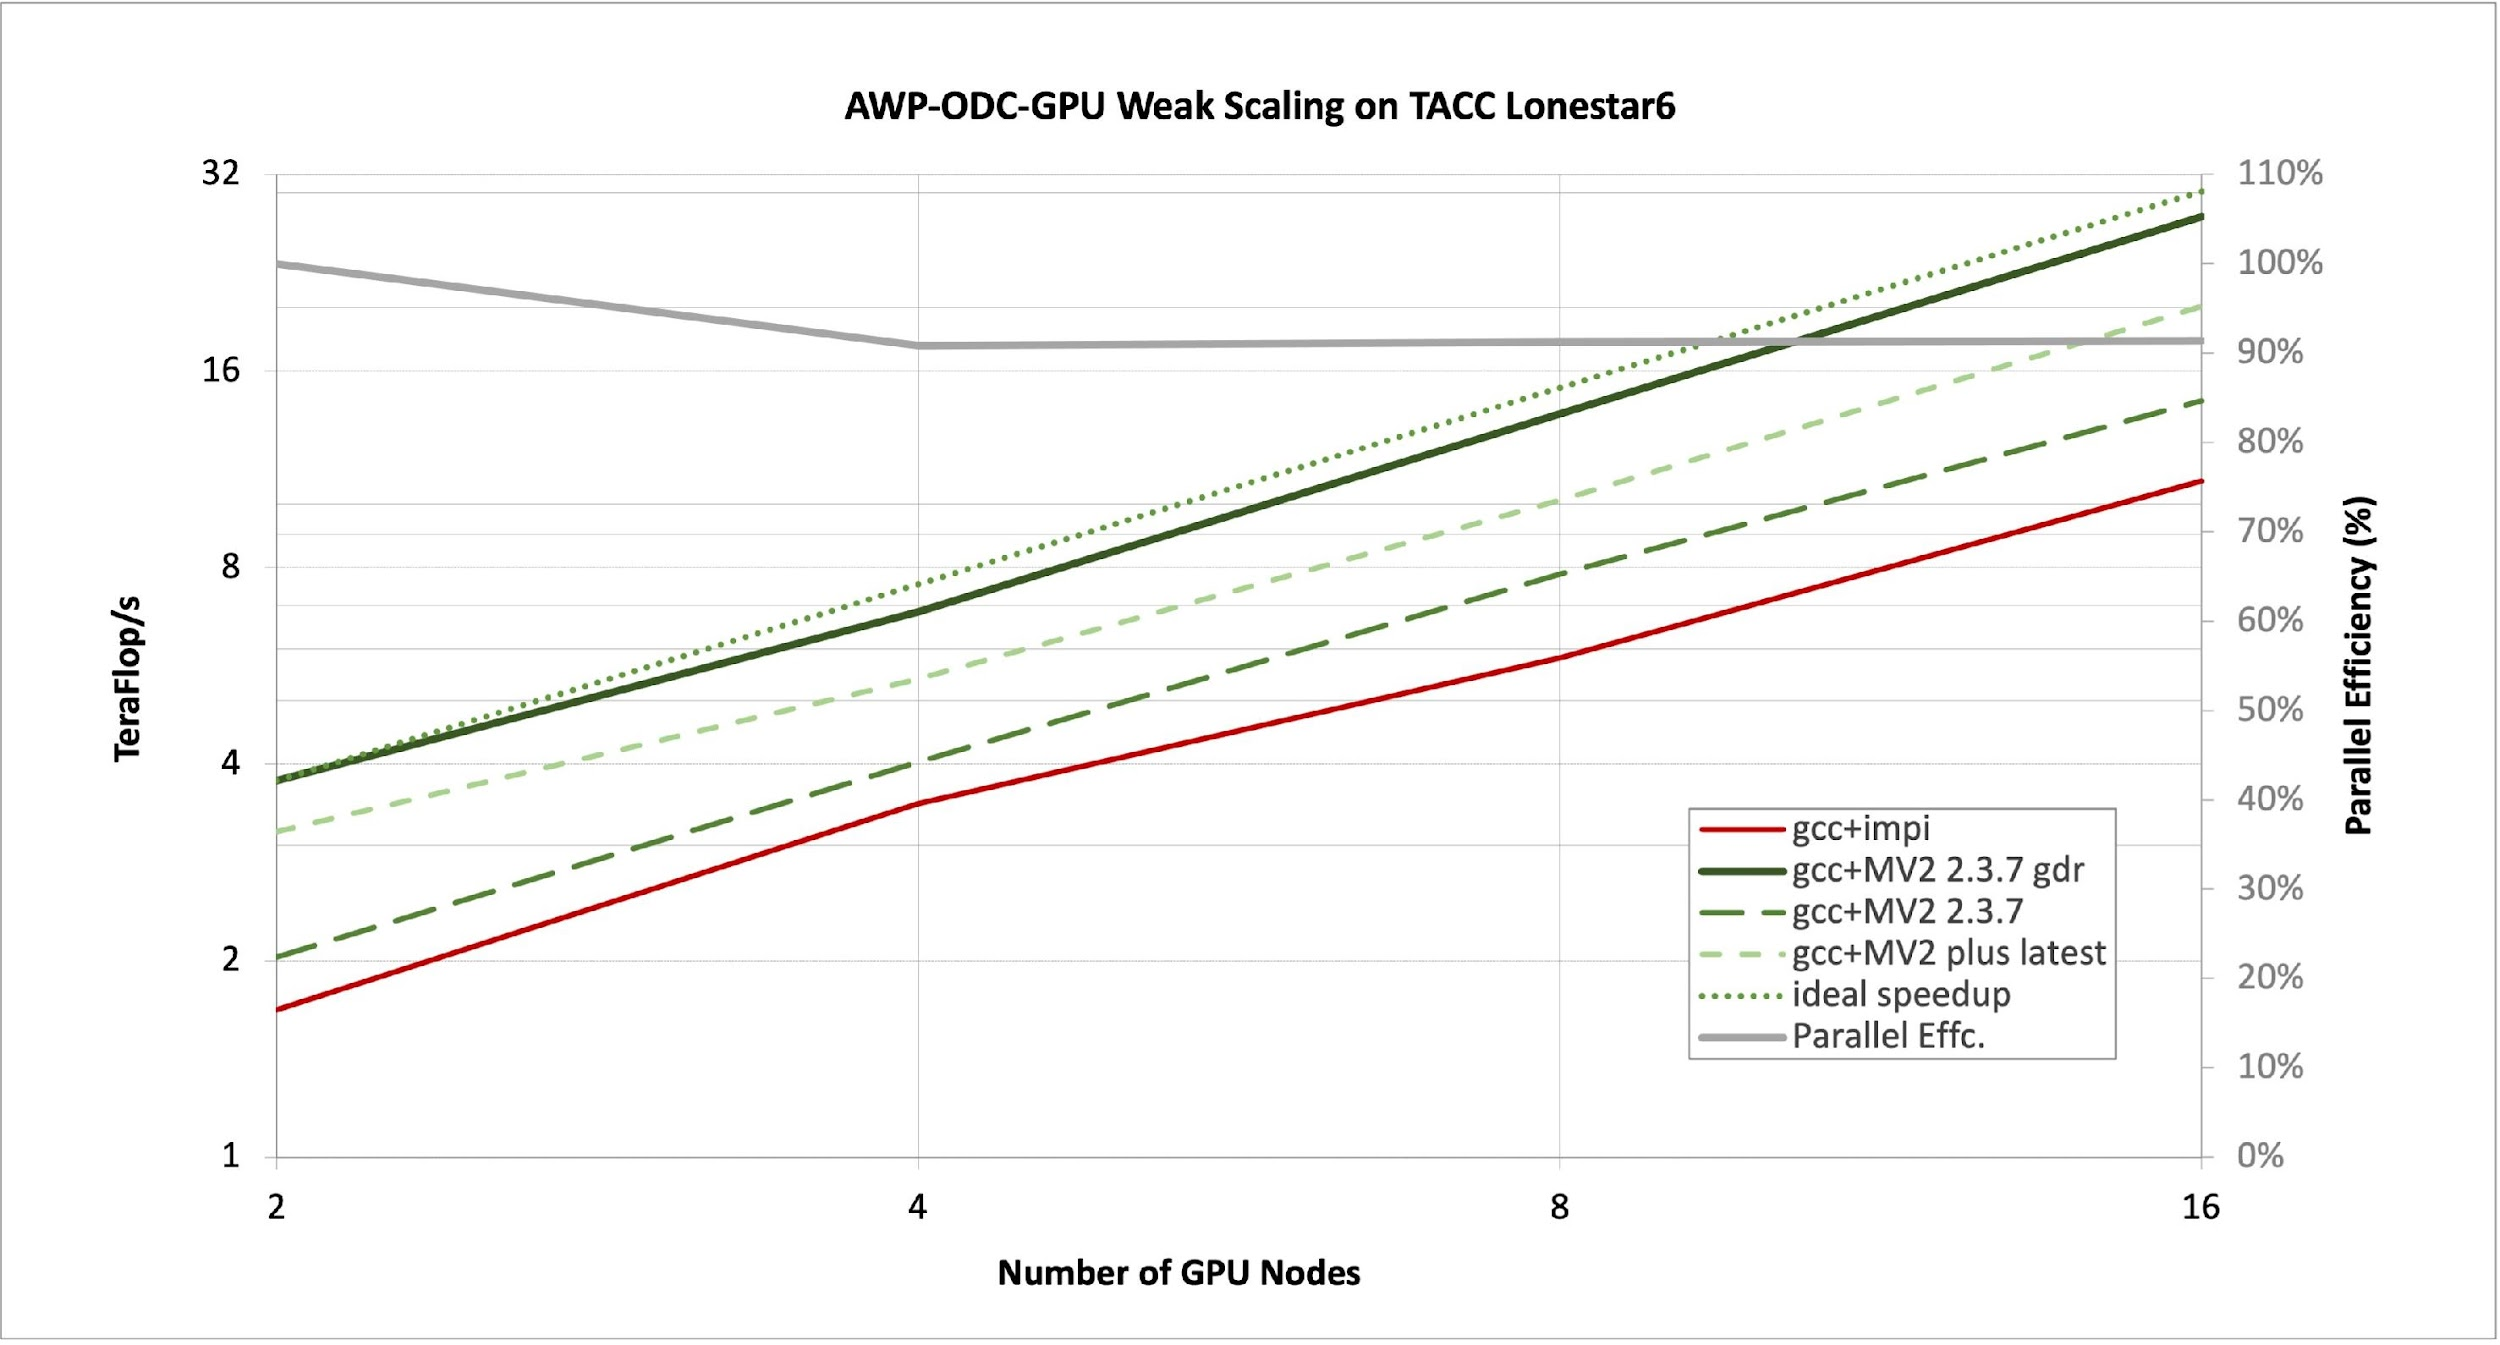 AWP-ODC-GPU Weak Scaling on TACC Lonestar6
32
16
8
4
2
1
TeraFlop/s
110%
100%
90%
80%
70%
60%
50%
40%
30%
20%
10%
0%
Parallel Efficiency (%)
gcc+impi
gcc+MV2 2.3.7 gdr
gcc+MV2 2.3.7
gcc+MV2 plus latest
ideal speedup
Parallel Effc.
2 4 8 16
Number of GPU Nodes